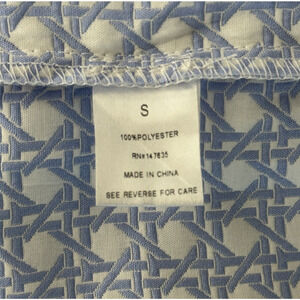 S
100%POLYESTER
RN#147635
MADE IN CHINA
SEE REVERSE FOR CARE